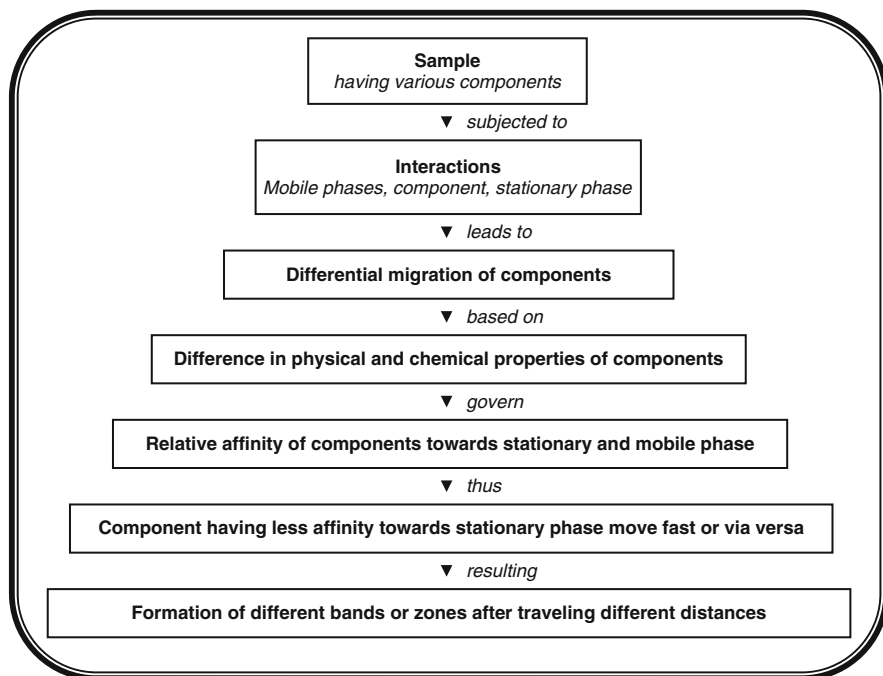 Sample
having various components
▼ subjected to
Interactions
Mobile phases, component, stationary phase
▼ leads to
Differential migration of components
▼ based on
Difference in physical and chemical properties of components
▼ govern
Relative affinity of components towards stationary and mobile phase
▼ thus
Component having less affinity towards stationary phase move fast or via versa
▼ resulting
Formation of different bands or zones after traveling different distances